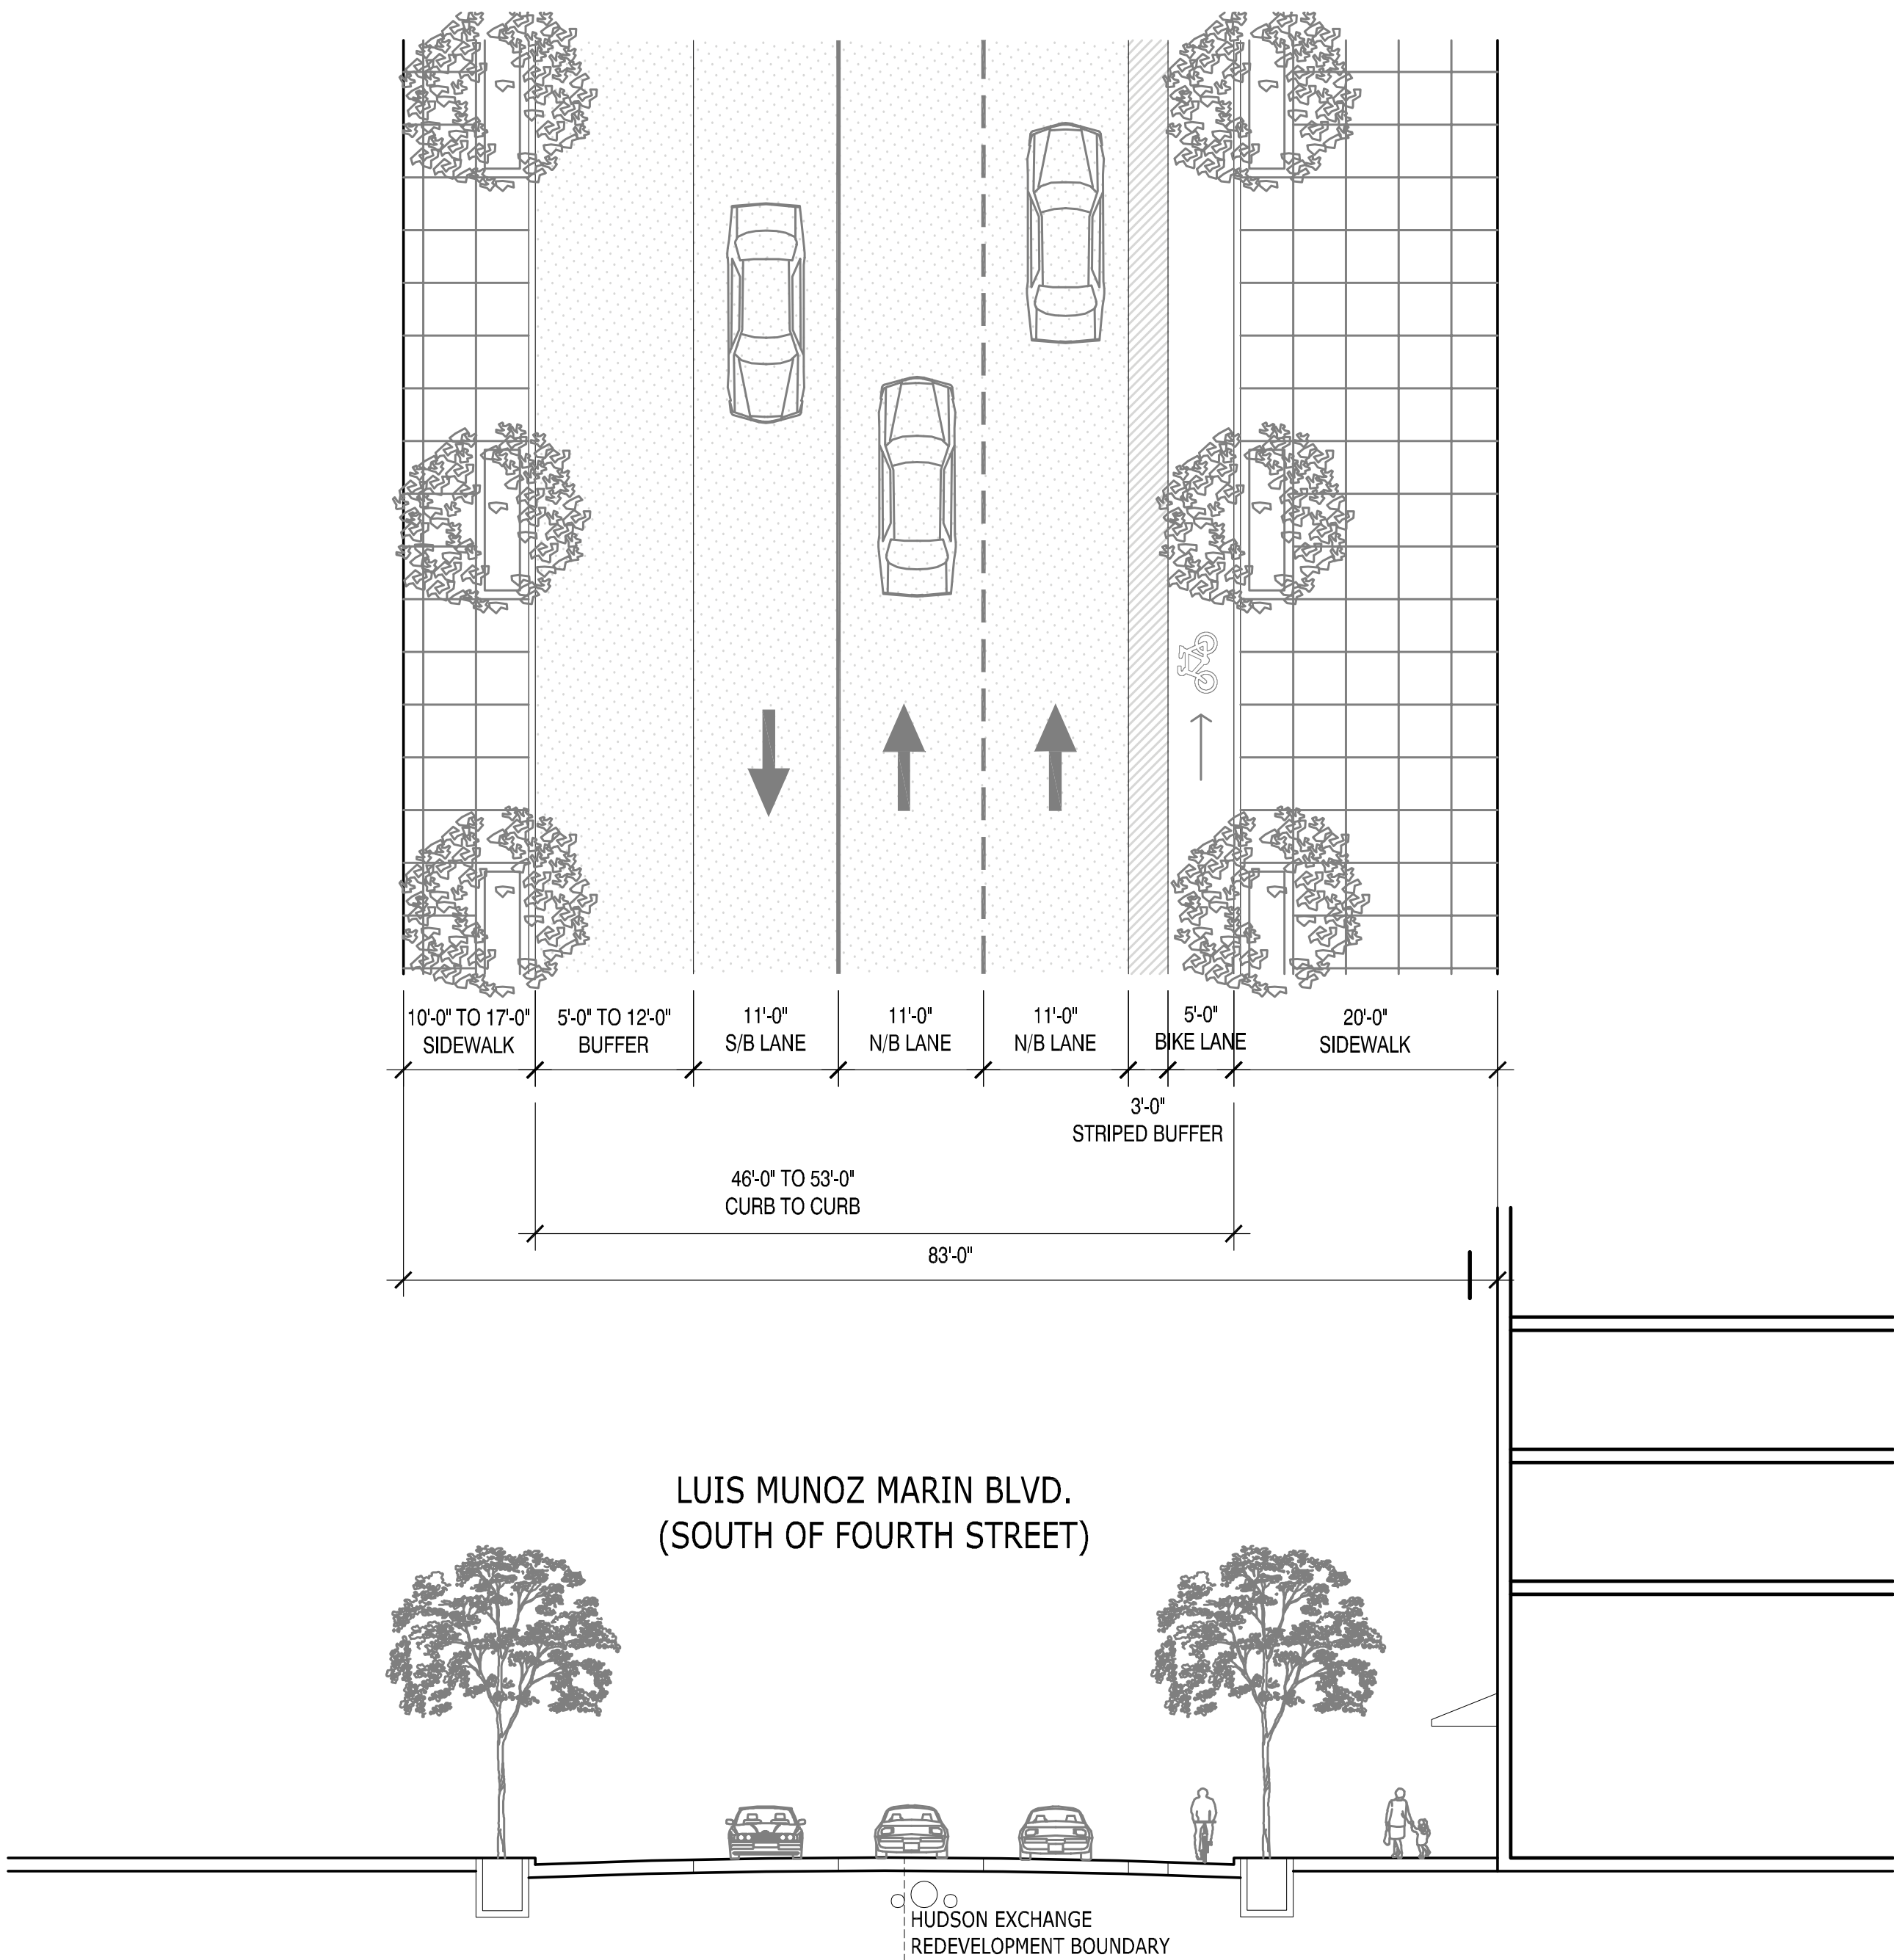 10'-0" TO 17'-0"
SIDEWALK
5'-0" TO 12'-0"
BUFFER
11'-0"
S/B LANE
11'-0"
N/B LANE
11'-0"
N/B LANE
5'-0"
BIKE LANE
20'-0"
SIDEWALK
3'-0"
STRIPED BUFFER
46'-0" TO 53'-0"
CURB TO CURB
83'-0"
LUIS MUNOZ MARIN BLVD.
(SOUTH OF FOURTH STREET)
HUDSON EXCHANGE
REDEVELOPMENT BOUNDARY